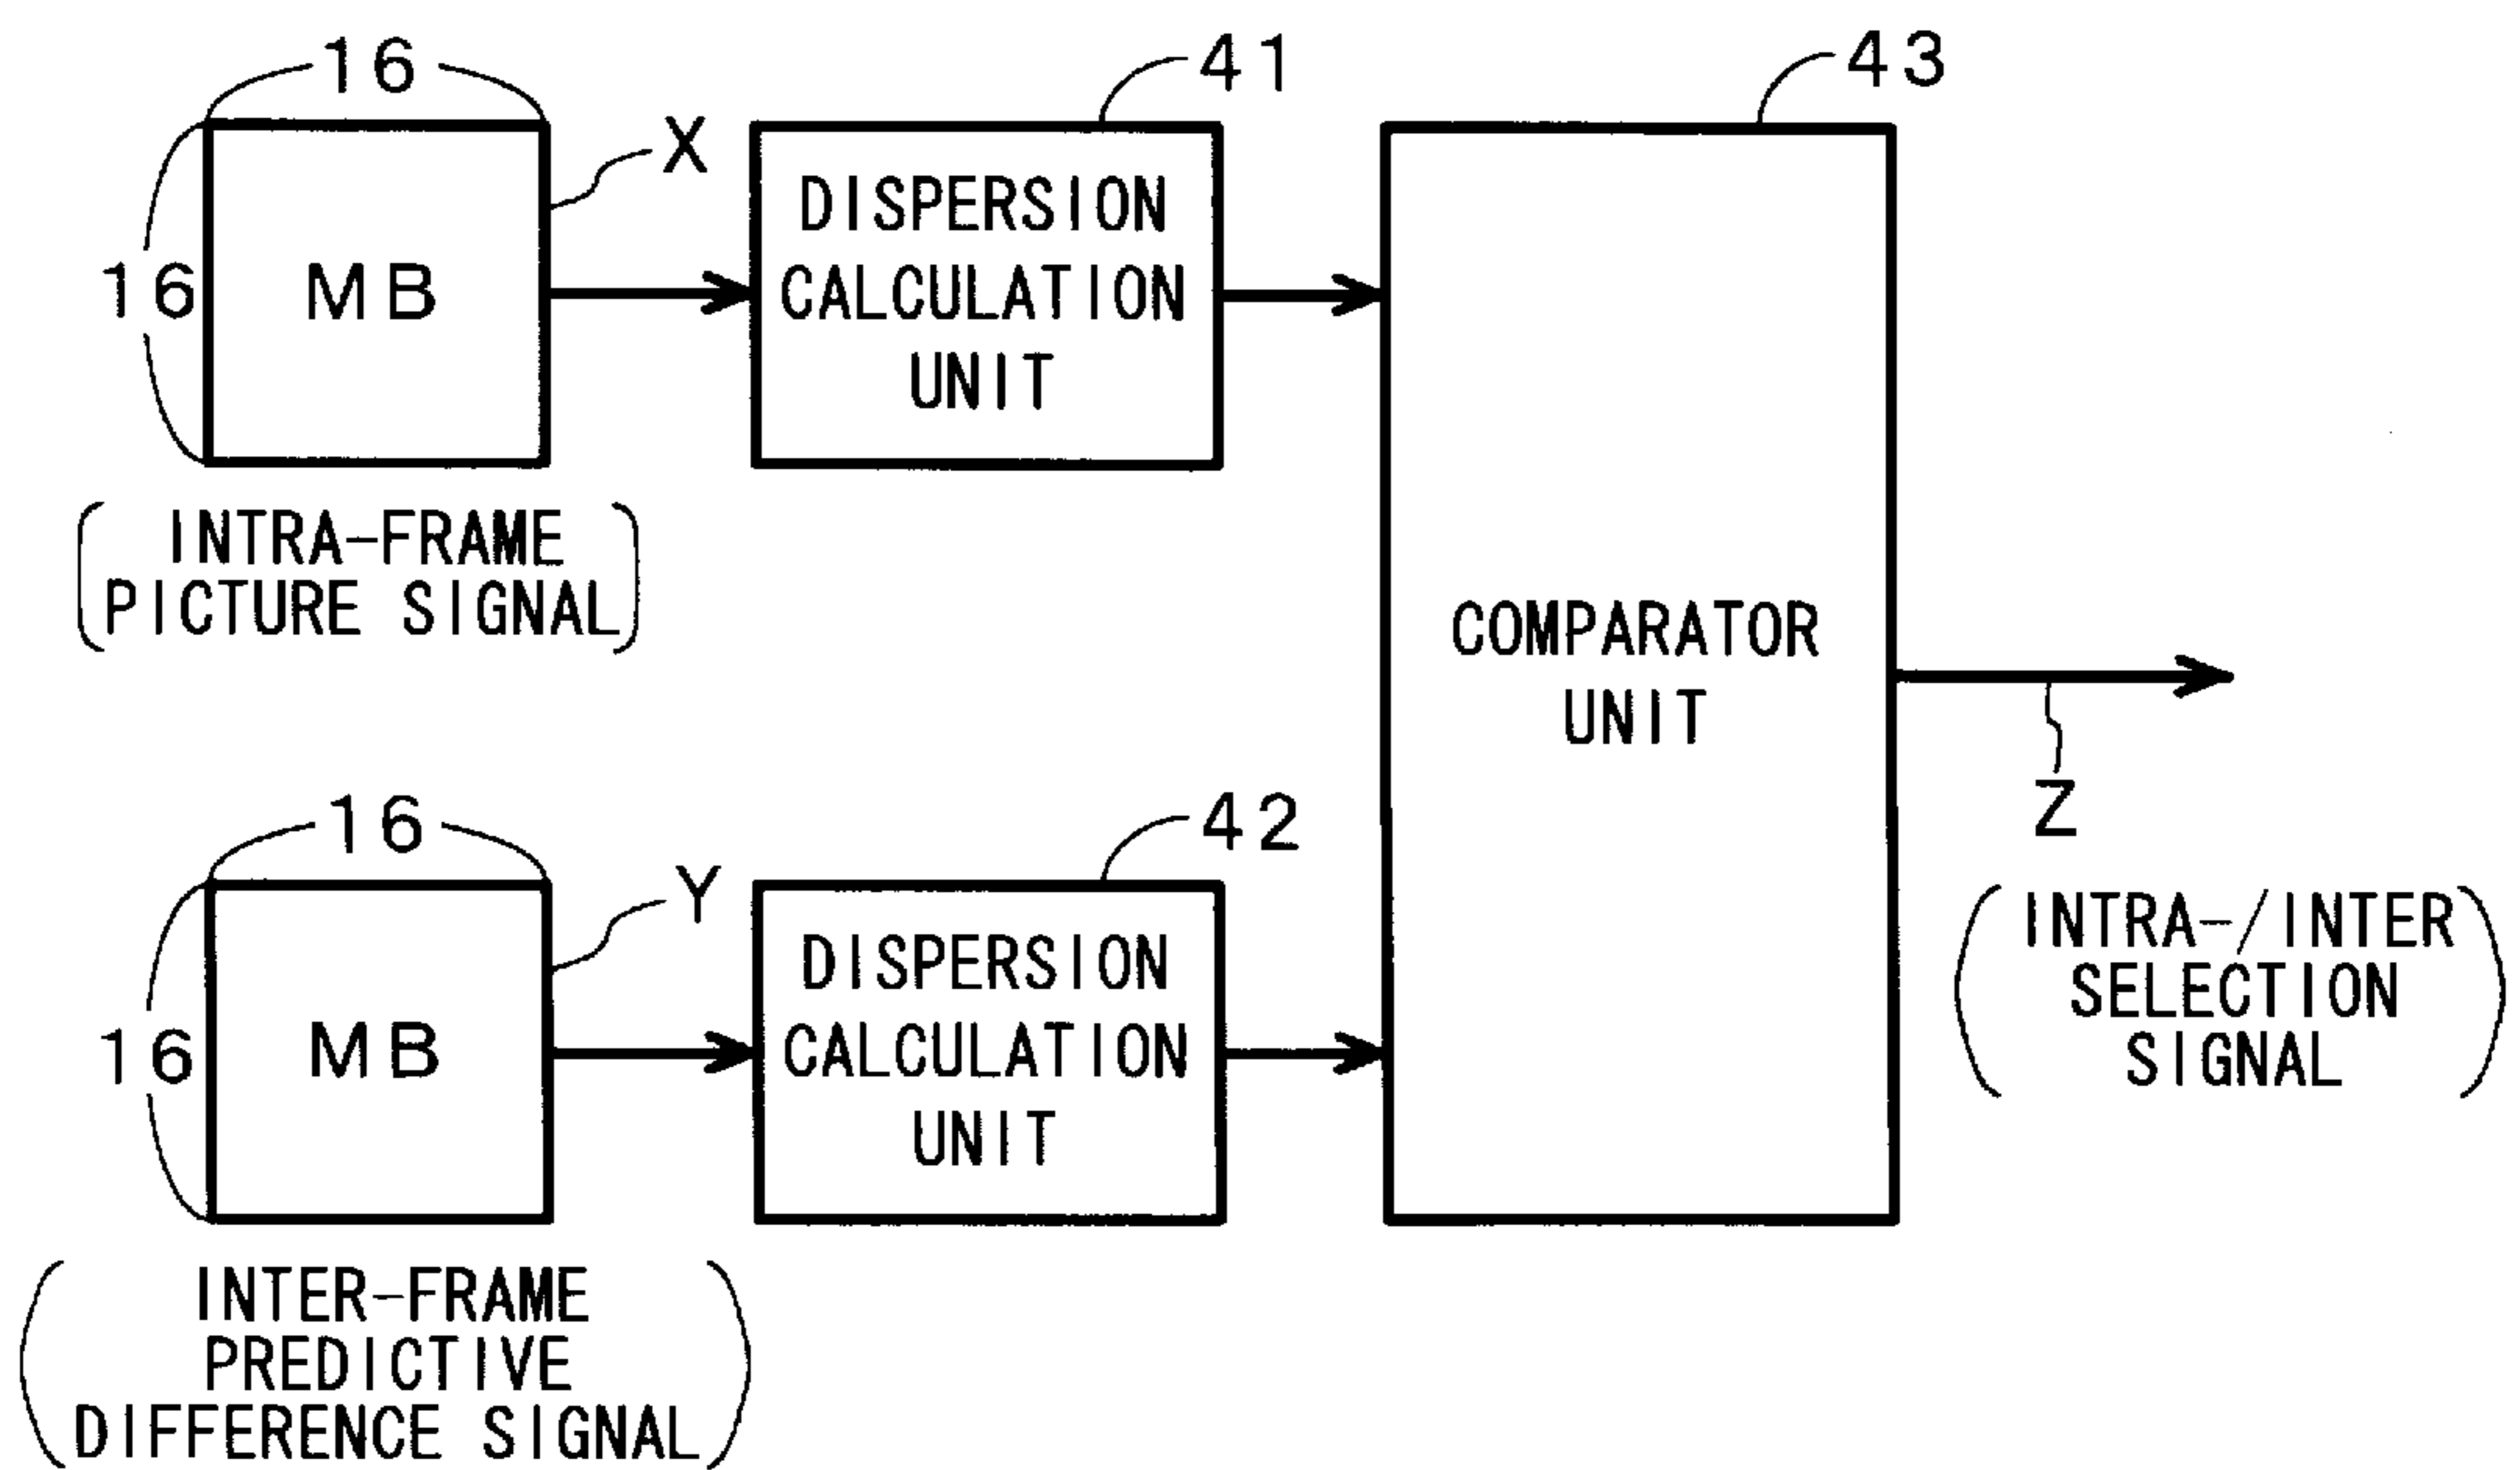 16
41
43
X
16
MB
DISPERSION
CALCULATION
UNIT
INTRA-FRAME
PICTURE SIGNAL
COMPARATOR
UNIT
Z
16
42
Y
16
MB
DISPERSION
CALCULATION
UNIT
INTRA-/INTER
SELECTION
SIGNAL
INTER-FRAME
PREDICTIVE
DIFFERENCE SIGNAL